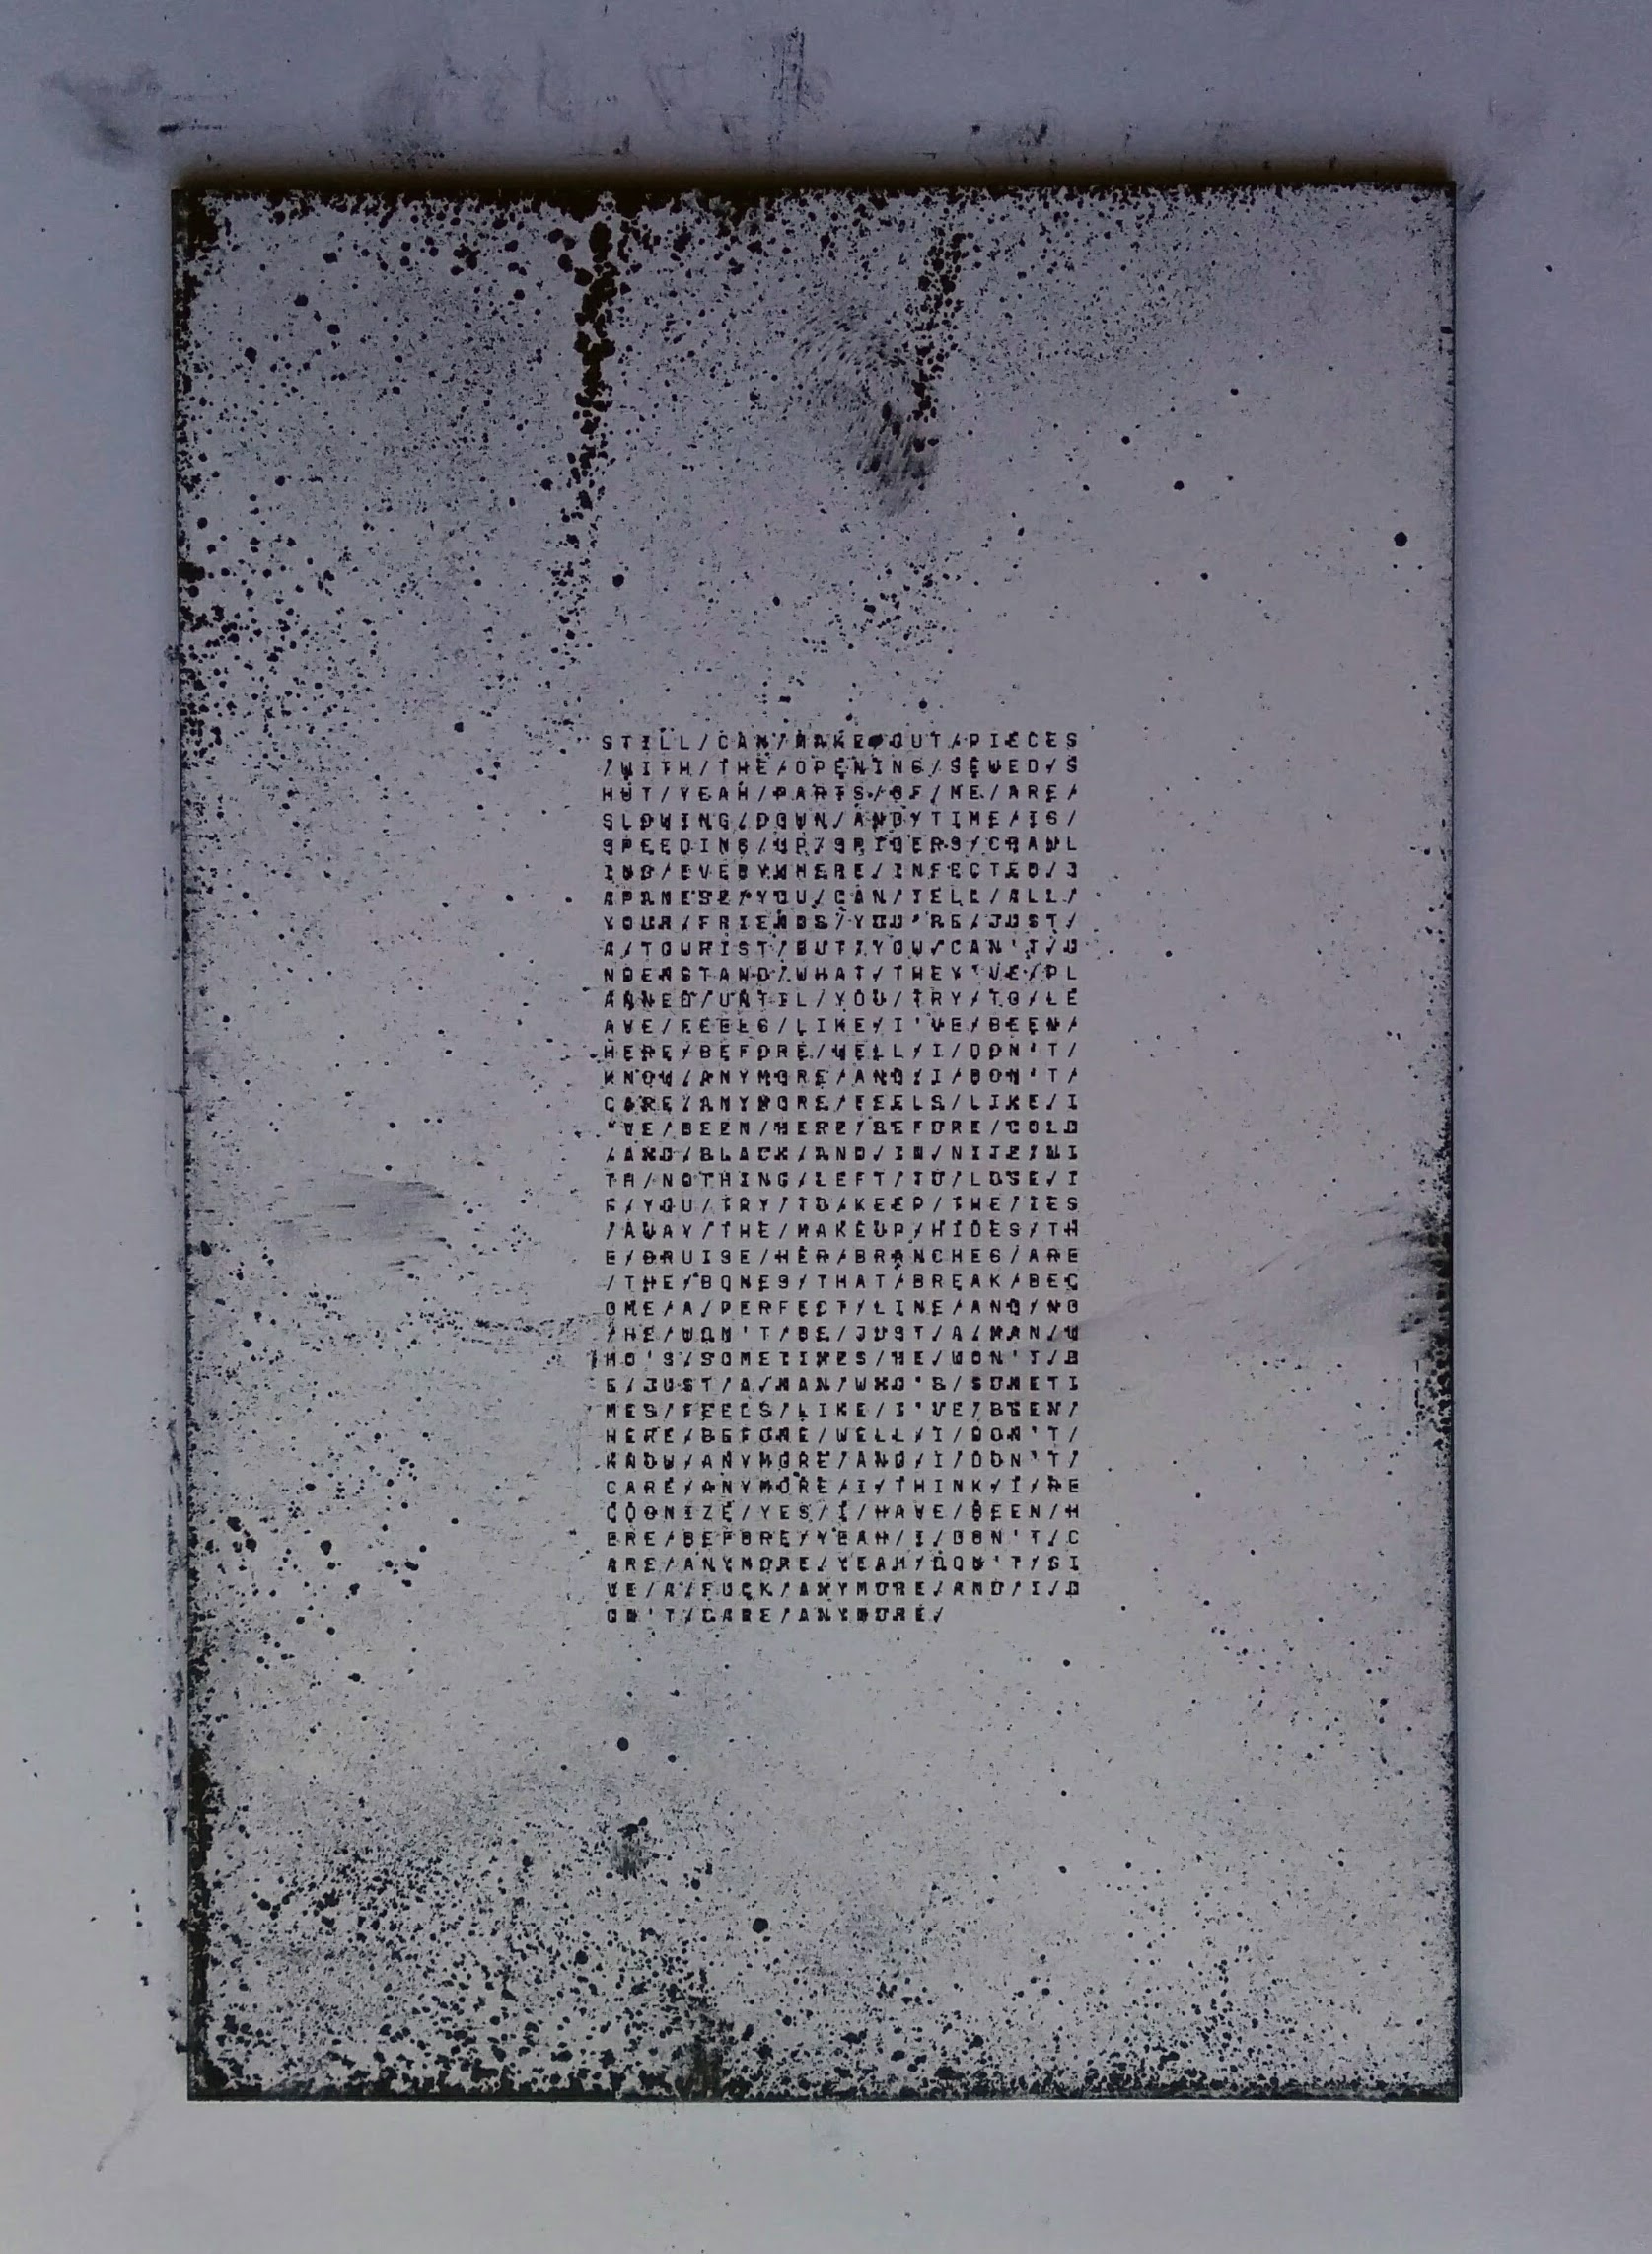 STILL/CAN/MAKE/OUT/PIECES
/WITH/THE/OPENING/SEWED/S
HUT/YEAH/PARTS/OF/ME/ARE/
SLOWING/DOWN/AND/TIME/IS/
SPEEDING/UP/SPIDERS/CRAWL
ING/EVERYWHERE/INFECTED/J
APANESE/YOU/CAN/TELL/ALL/
YOUR/FRIENDS/YOU'RE/JUST/
A/TOURIST/BUT/YOU/CAN'T/U
NDERSTAND/WHAT/THEY'VE/PL
ANNED/UNTIL/YOU/TRY/TO/LE
AVE/FEELS/LIKE/I'VE/BEEN/
HERE/BEFORE/WELL/I/DON'T/
KNOW/ANYMORE/AND/I/DON'T/
CARE/ANYMORE/FEELS/LIKE/I
'VE/BEEN/HERE/BEFORE/COLD
/AND/BLACK/AND/IN/NITE/WI
TH/NOTHING/LEFT/TO/LOSE/I
F/YOU/TRY/TO/KEEP/THE/IES
/AWAY/THE/MAKEUP/HIDES/TH
E/BRUISE/HER/BRANCHES/ARE
/THE/BONES/THAT/BREAK/BEC
OME/A/PERFECT/LINE/AND/NO
/HE/WON'T/BE/JUST/A/MAN/W
HO'S/SOMETIMES/HE/WON'T/B
E/JUST/A/MAN/WHO'S/SOMETI
MES/FEELS/LIKE/I'VE/BEEN/
HERE/BEFORE/WELL/I/DON'T/
KNOW/ANYMORE/AND/I/DON'T/
CARE/ANYMORE/I/THINK/I/RE
COGNIZE/YES/I/HAVE/BEEN/H
ERE/BEFORE/YEAH/I/DON'T/C
ARE/ANYMORE/YEAH/DON'T/GI
VE/A/FUCK/ANYMORE/AND/I/D
ON'T/CARE/ANYMORE/